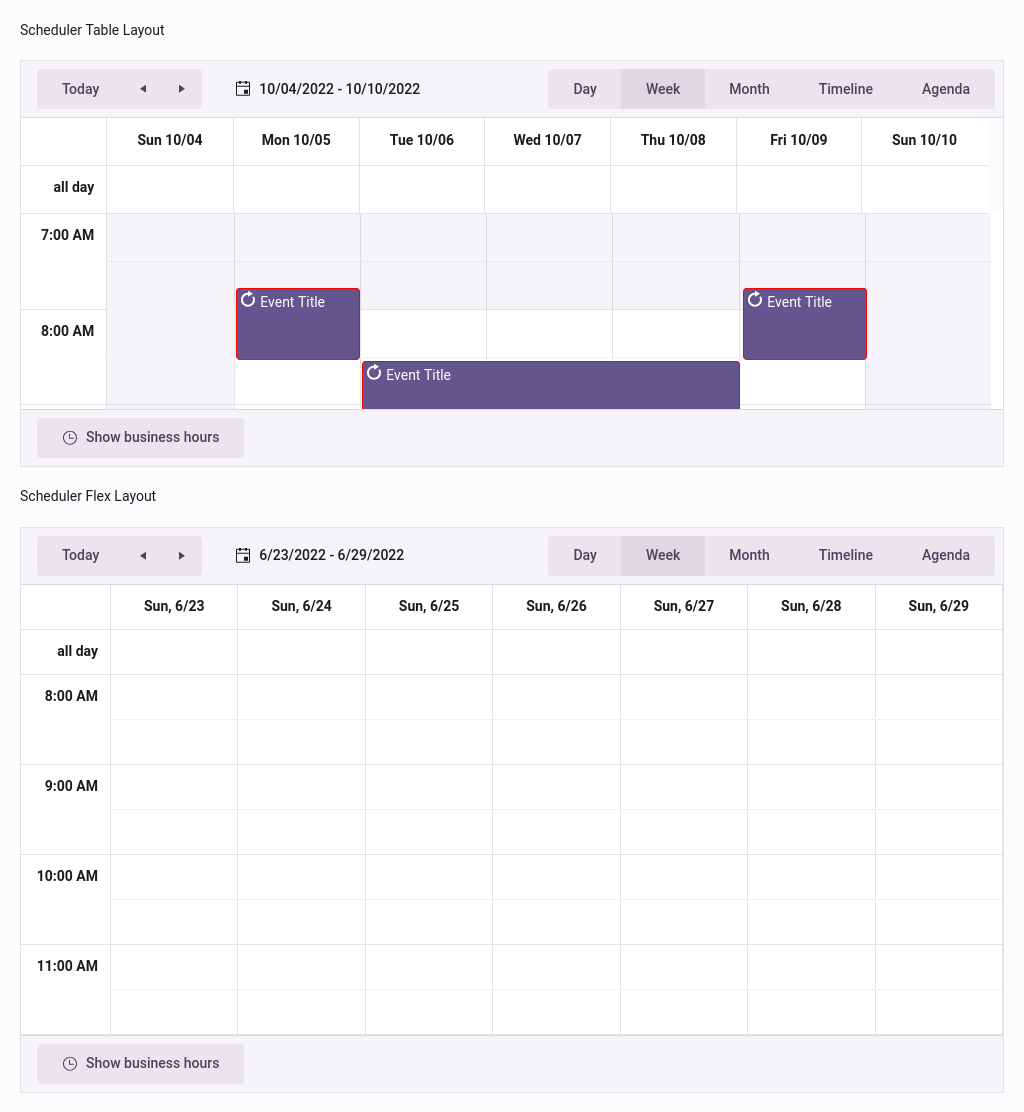 Scheduler Table Layout
Today 10/04/2022 - 10/10/2022 Day Week Month Timeline Agenda
Sun 10/04 Mon 10/05 Tue 10/06 Wed 10/07 Thu 10/08 Fri 10/09 Sun 10/10
all day
7:00 AM
Event Title Event Title
8:00 AM
Event Title
Show business hours
Scheduler Flex Layout
Today 6/23/2022 - 6/29/2022 Day Week Month Timeline Agenda
Sun, 6/23 Sun, 6/24 Sun, 6/25 Sun, 6/26 Sun, 6/27 Sun, 6/28 Sun, 6/29
all day
8:00 AM
9:00 AM
10:00 AM
11:00 AM
Show business hours